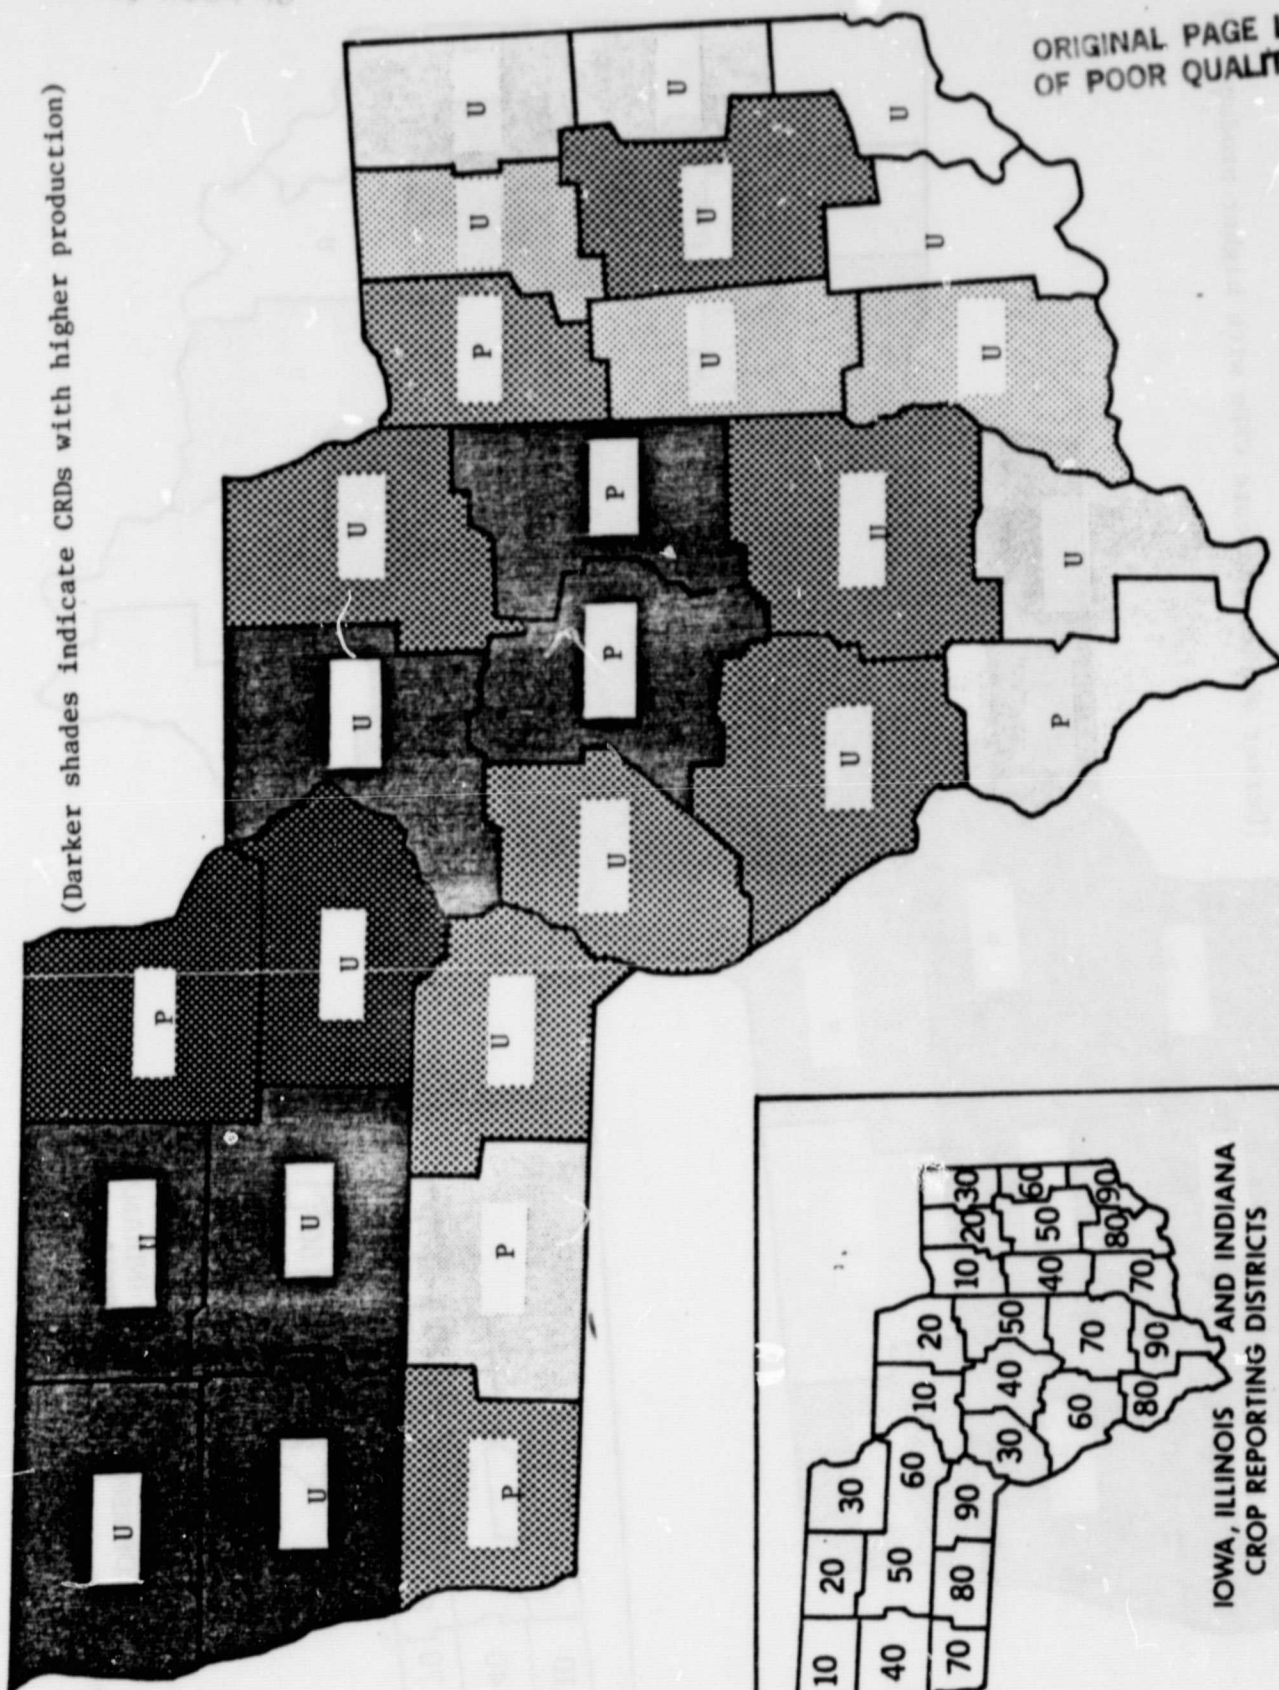 ORIGINAL PAGE I
OF POOR QUALIT
(Darker shades indicate CRDs with higher production)
U
U
P
U
U
U
P
P
U
U
U
U
P
P
U
U
P
U
P
U
U
U
U
U
U
U
U
10
20
30
40
50
60
70
80
90
10
20
30
40
50
60
70
80
90
10
20
30
40
50
60
70
80
90
IOWA, ILLINOIS AND INDIANA
CROP REPORTING DISTRICTS